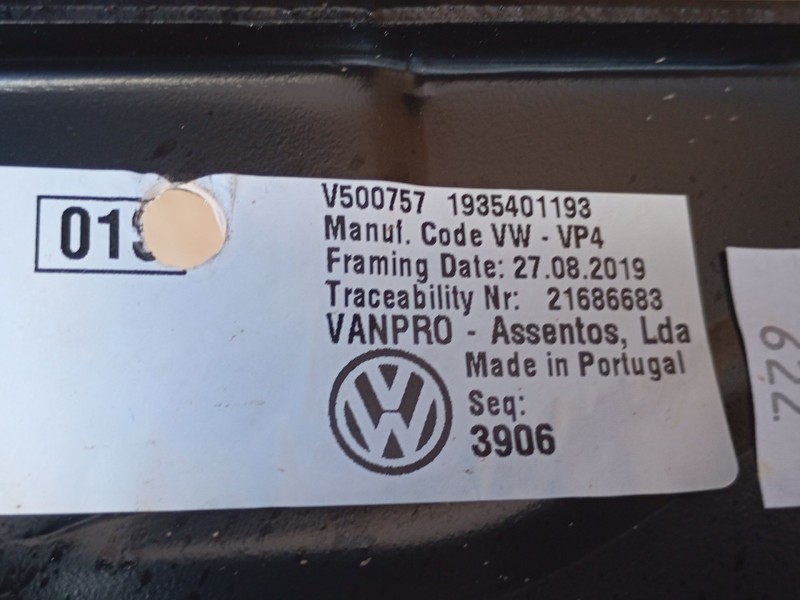 V500757 1935401193
Manuf. Code VW - VP4
Framing Date: 27.08.2019
Traceability Nr: 21686683
VANPRO - Assentos, Lda
Made in Portugal
Seq:
3906
622